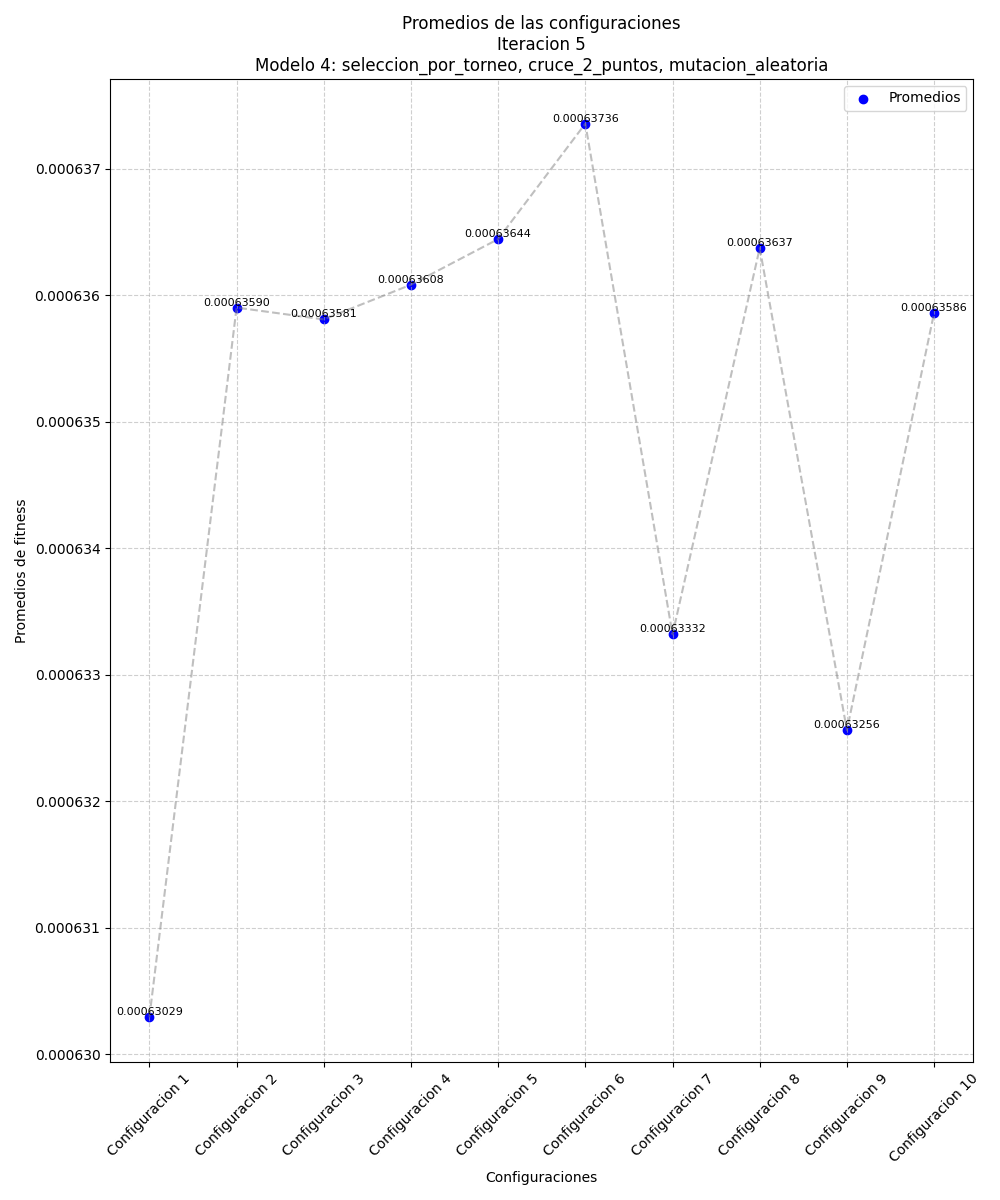 Promedios de las configuraciones
Iteracion 5
Modelo 4: seleccion_por_torneo, cruce_2_puntos, mutacion_aleatoria
Promedios
0.00063736
0.000637
0.00063644
0.00063637
0.00063608
0.00063590
0.00063581
0.00063586
0.000636
0.000635
Promedios de fitness
0.000634
0.00063332
0.000633
0.00063256
0.000632
0.000631
0.00063029
0.000630
Configuracion 1
Configuracion 2
Configuracion 3
Configuracion 4
Configuracion 5
Configuracion 6
Configuracion 7
Configuracion 8
Configuracion 9
Configuracion 10
Configuraciones